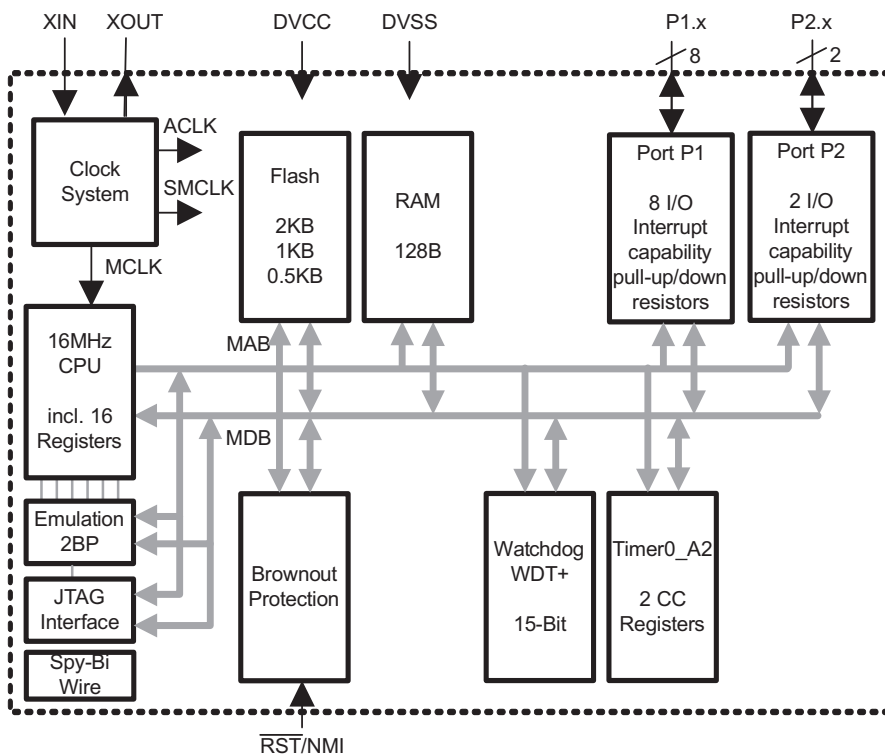 XIN
XOUT
DVCC
DVSS
P1.x
P2.x
8
2
ACLK
SMCLK
MCLK
Clock
System
Flash
2KB
1KB
0.5KB
RAM
128B
Port P1
8 I/O
Interrupt
capability
pull-up/down
resistors
Port P2
2 I/O
Interrupt
capability
pull-up/down
resistors
16MHz
CPU
incl. 16
Registers
MAB
MDB
Emulation
2BP
JTAG
Interface
Spy-Bi
Wire
Brownout
Protection
Watchdog
WDT+
15-Bit
Timer0_A2
2 CC
Registers
R̅S̅T̅/NMI